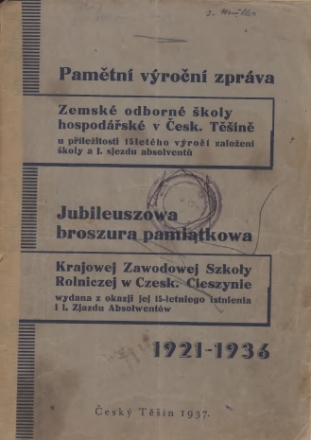 Pamětní výroční zpráva
Zemské odborné školy
hospodářské v Česk. Těšíně
u příležitosti 15letého výročí založení
školy a I. sjezdu absolventů
Jubileuszowa
broszura pamiątkowa
Krajowej Zawodowej Szkoły
Rolniczej w Czesk. Cieszynie
wydana z okazji jej 15-letniego istnienia
i I. Zjazdu Absolwentów
1921-1936
Český Těšín 1937.